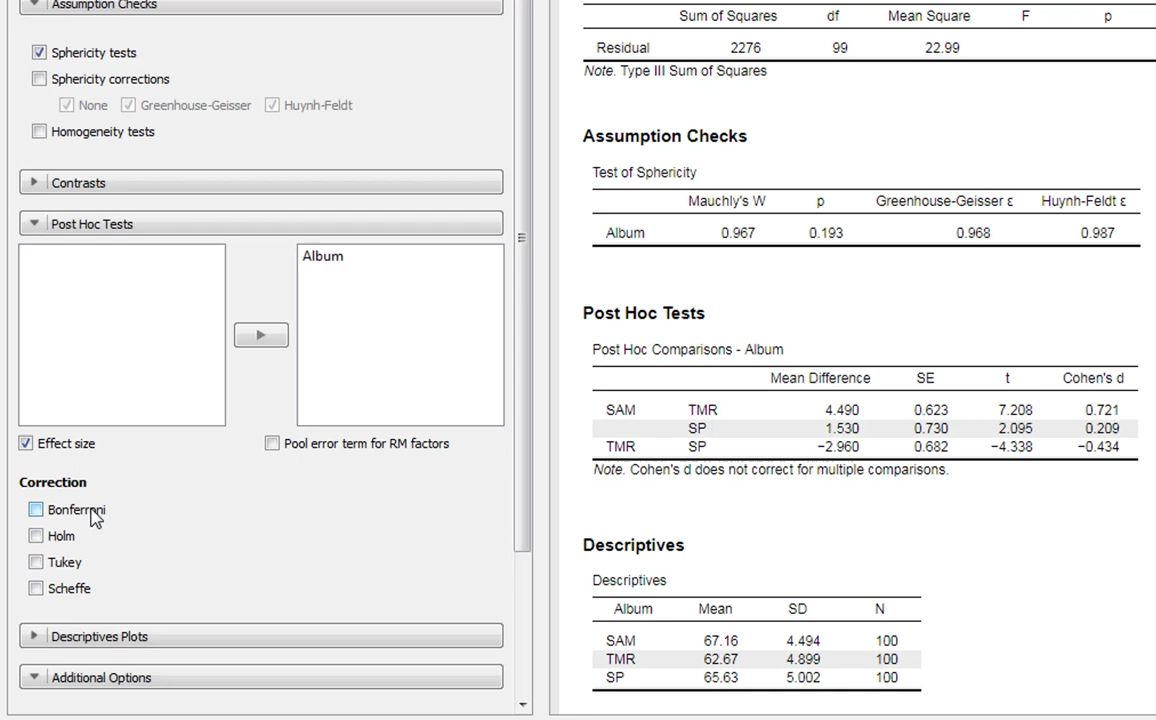 Assumption Checks
Sphericity tests
Sphericity corrections
None Greenhouse-Geisser Huynh-Feldt
Homogeneity tests
Contrasts
Post Hoc Tests
Album
Effect size Pool error term for RM factors
Correction
Bonferroni
Holm
Tukey
Scheffe
Descriptives Plots
Additional Options
Sum of Squares df Mean Square F p
Residual 2276 99 22.99
Note. Type III Sum of Squares
Assumption Checks
Test of Sphericity
Mauchly's W p Greenhouse-Geisser ε Huynh-Feldt ε
Album 0.967 0.193 0.968 0.987
Post Hoc Tests
Post Hoc Comparisons - Album
Mean Difference SE t Cohen's d
SAM TMR 4.490 0.623 7.208 0.721
SP 1.530 0.730 2.095 0.209
TMR SP −2.960 0.682 −4.338 −0.434
Note. Cohen's d does not correct for multiple comparisons.
Descriptives
Descriptives
Album Mean SD N
SAM 67.16 4.494 100
TMR 62.67 4.899 100
SP 65.63 5.002 100